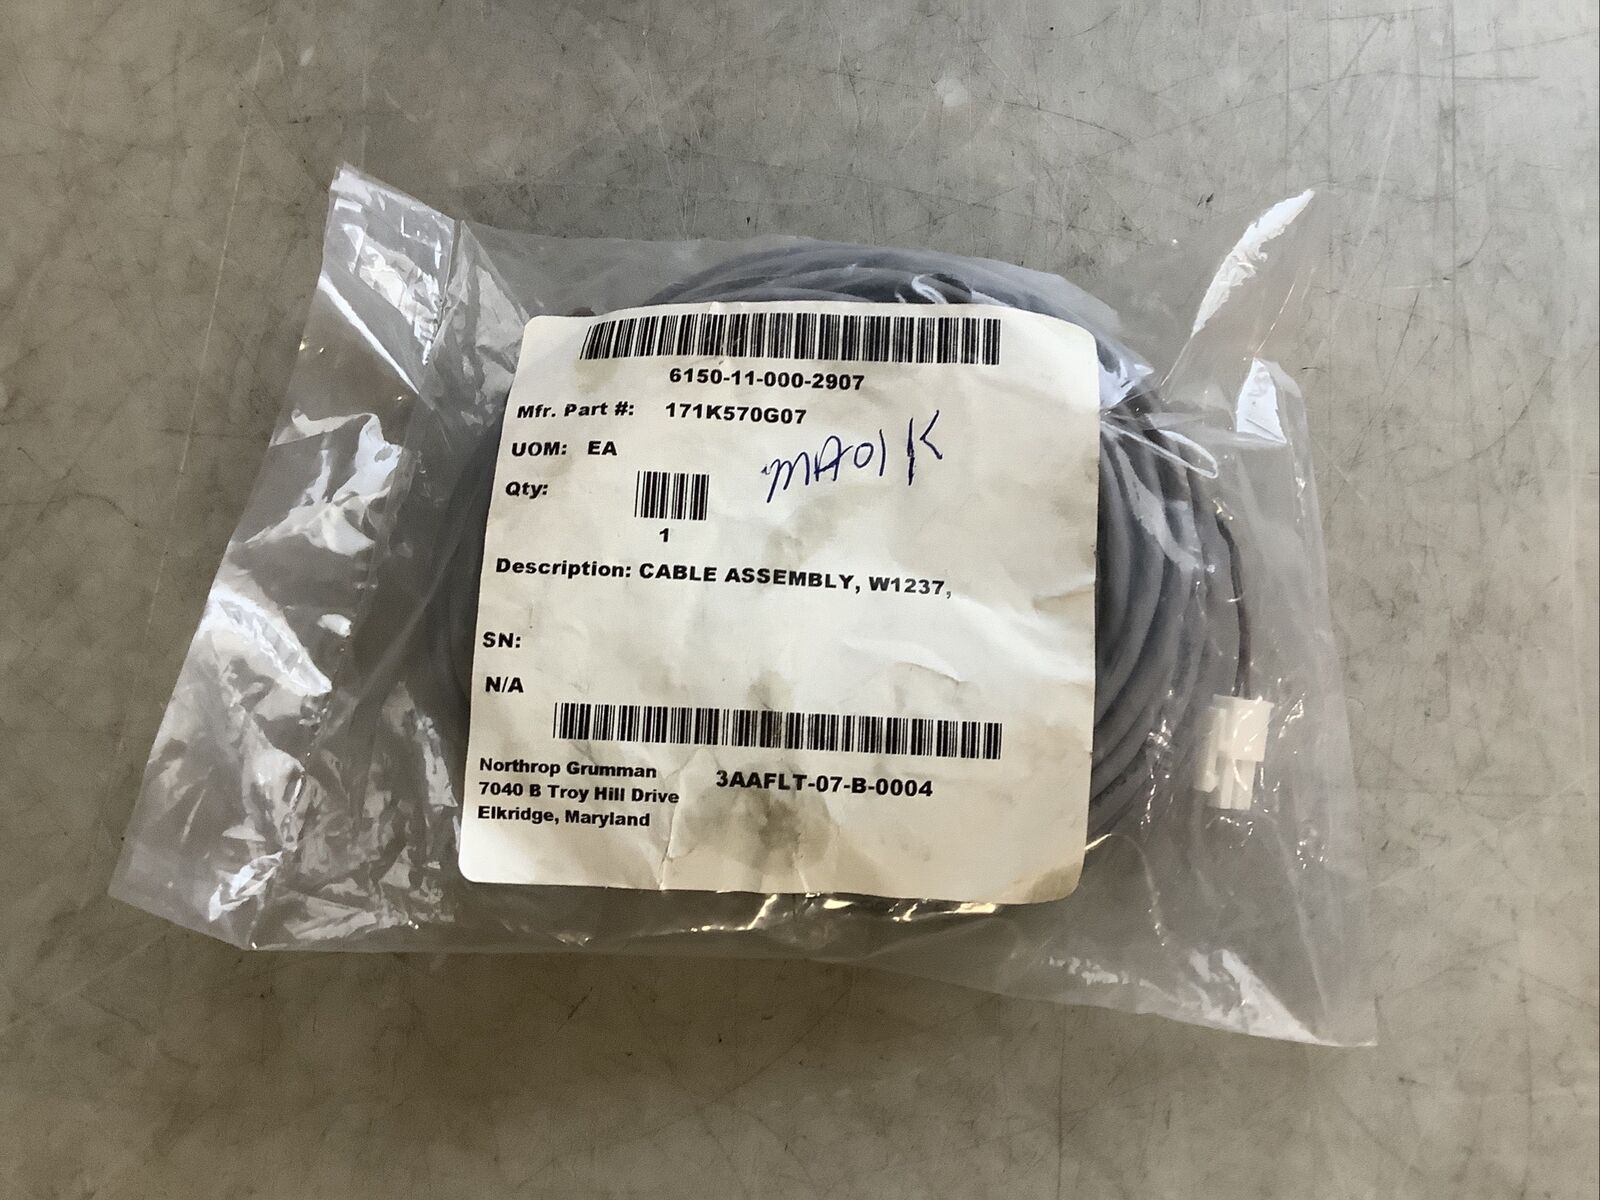 6150-11-000-2907
Mfr. Part #: 171K570G07
UOM: EA
MA01K
Qty:
1
Description: CABLE ASSEMBLY, W1237,
SN:
N/A
Northrop Grumman
7040 B Troy Hill Drive
Elkridge, Maryland
3AAFLT-07-B-0004